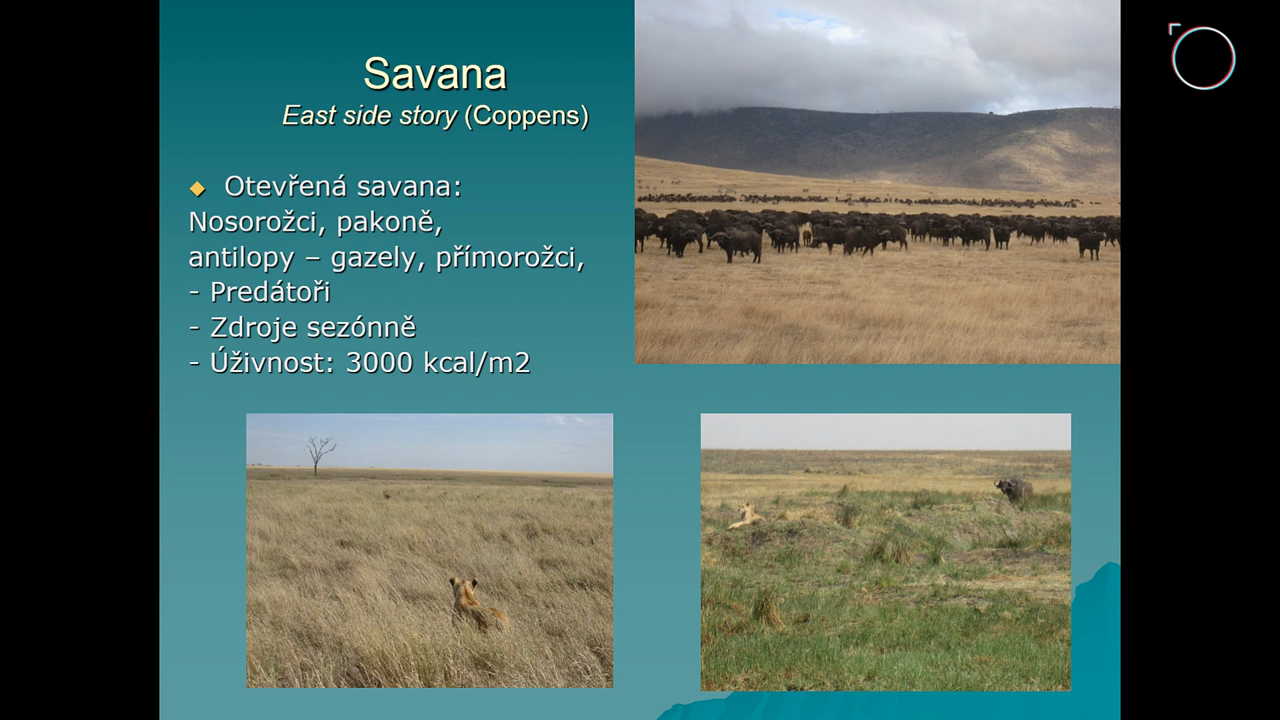 Savana
East side story (Coppens)
Otevřená savana:
Nosorožci, pakoně,
antilopy – gazely, přímorožci,
- Predátoři
- Zdroje sezónně
- Úživnost: 3000 kcal/m2